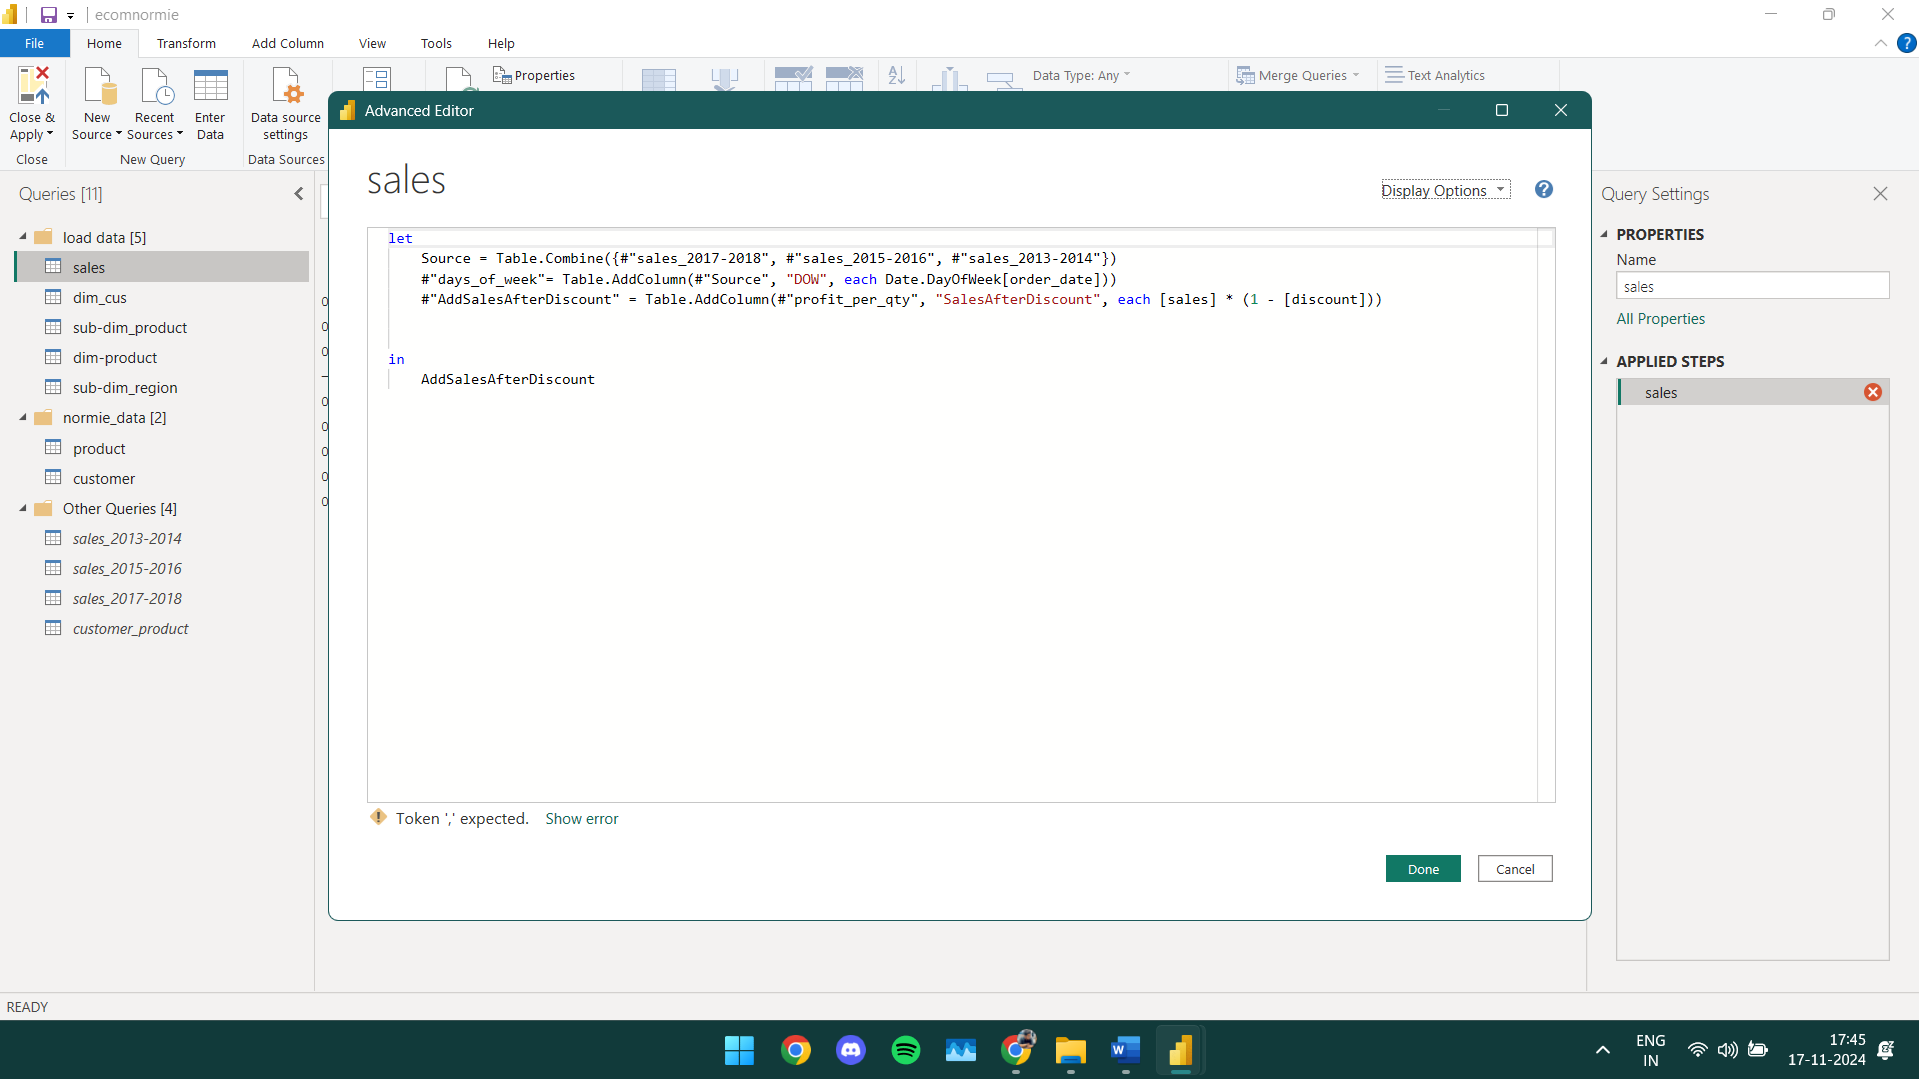 ecomnormie
File
Home
Transform
Add Column
View
Tools
Help
?
Close &
Apply
Close
New
Source
Recent
Sources
Enter
Data
New Query
Data source
settings
Data Sources
Properties
Data Type: Any
Merge Queries
Text Analytics
Queries [11]
load data [5]
sales
dim_cus
sub-dim_product
dim-product
sub-dim_region
normie_data [2]
product
customer
Other Queries [4]
sales_2013-2014
sales_2015-2016
sales_2017-2018
customer_product
Advanced Editor
sales
Display Options
?
let
Source = Table.Combine({#"sales_2017-2018", #"sales_2015-2016", #"sales_2013-2014"})
#"days_of_week"= Table.AddColumn(#"Source", "DOW", each Date.DayOfWeek[order_date]))
#"AddSalesAfterDiscount" = Table.AddColumn(#"profit_per_qty", "SalesAfterDiscount", each [sales] * (1 - [discount]))
in
AddSalesAfterDiscount
Token ',' expected. Show error
Done
Cancel
Query Settings
PROPERTIES
Name
sales
All Properties
APPLIED STEPS
sales
READY
ENG
IN
17:45
17-11-2024